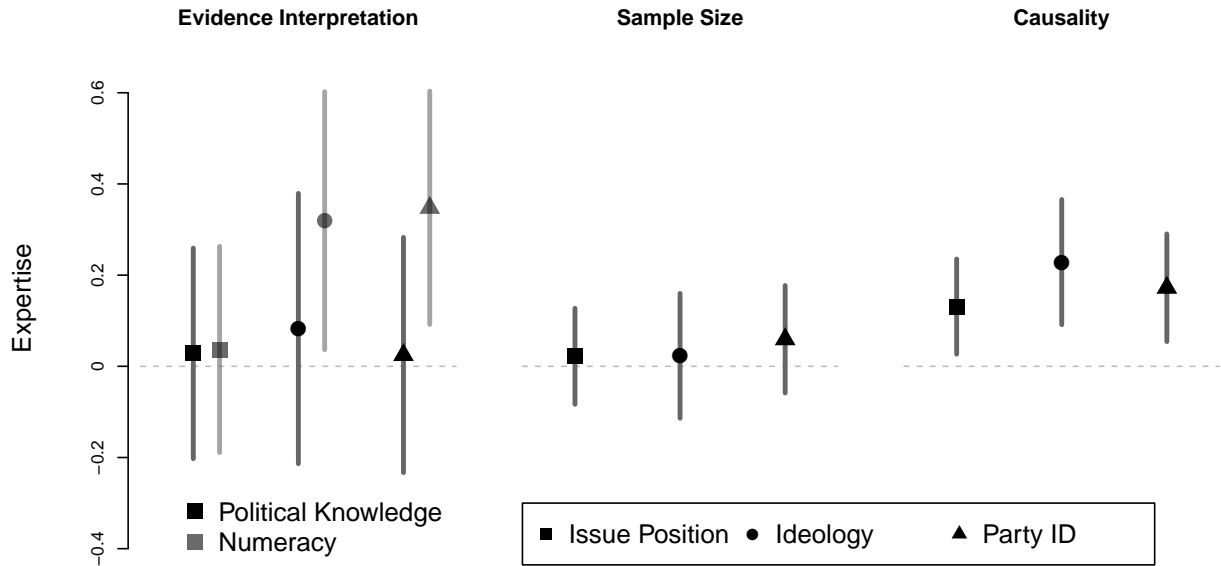 Evidence Interpretation
Sample Size
Causality
Expertise
0.6
0.4
0.2
0
−0.2
−0.4
Political Knowledge
Numeracy
Issue Position
Ideology
Party ID